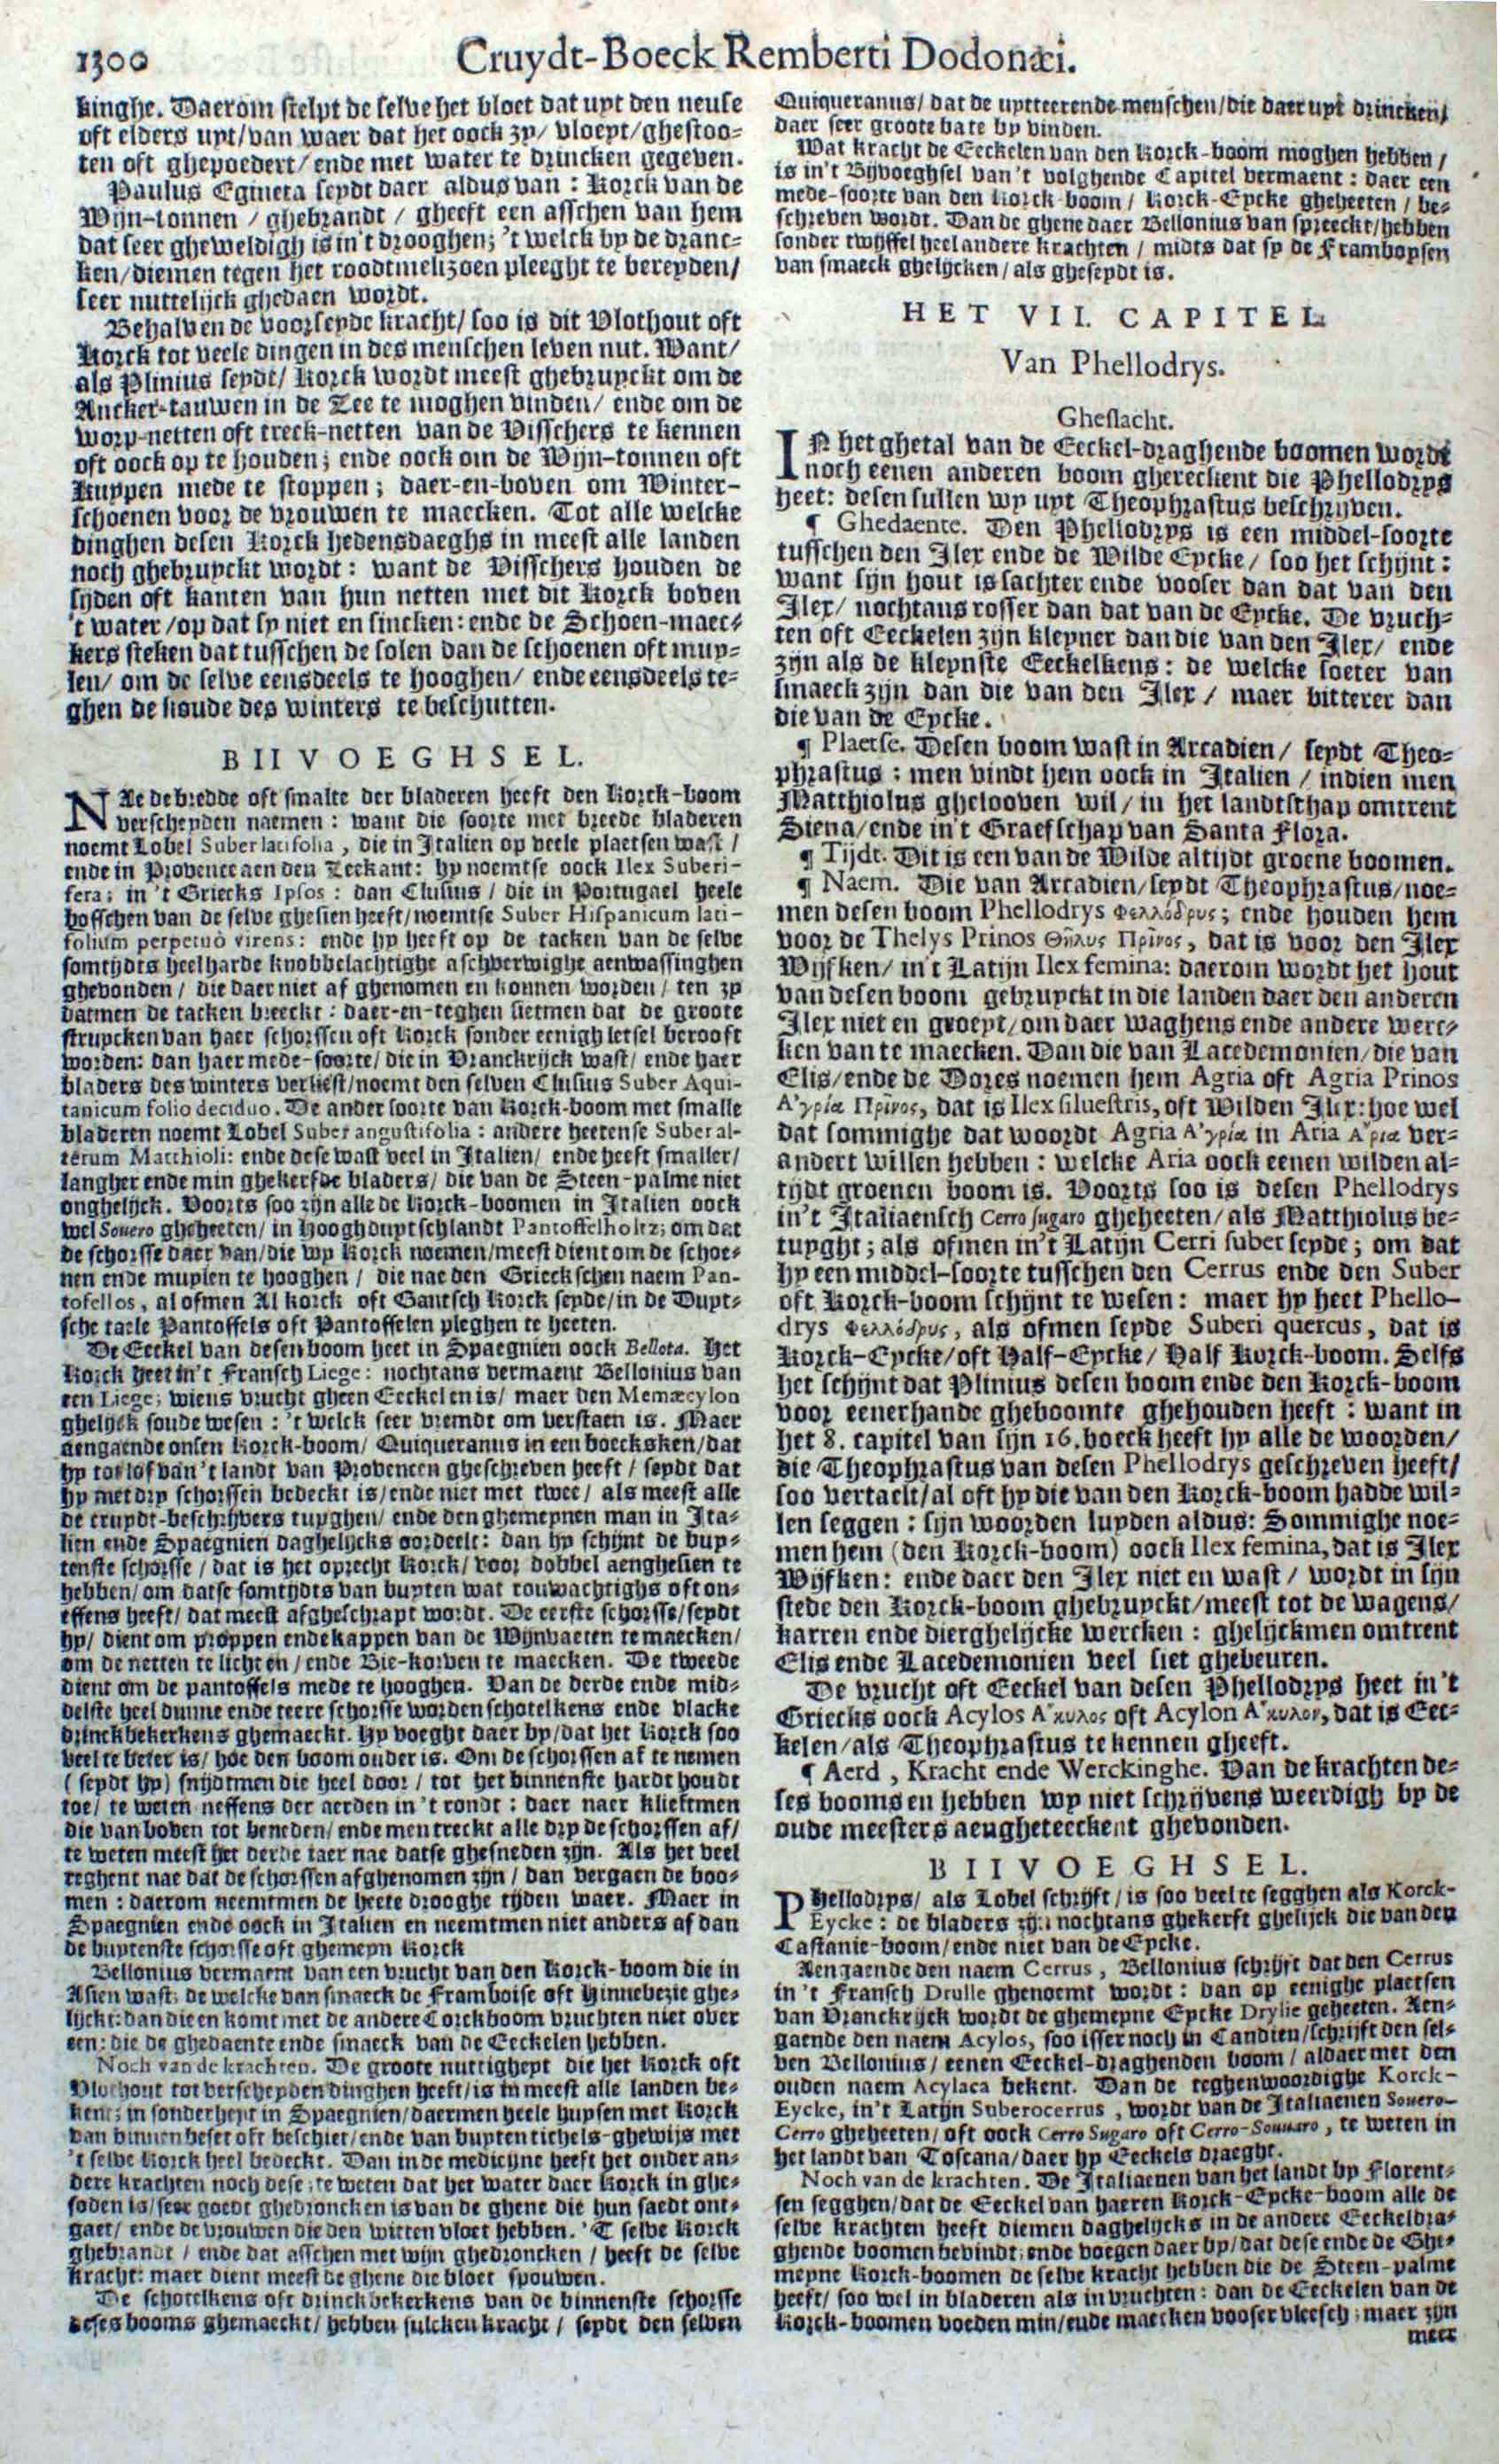 1300
Cruydt-Boeck Remberti Dodonæi.
kinghe. Daerom stelpt de selve het bloet dat uyt den neuse
oft elders uyt/van waer dat het oock zy/ vloeyt/ghestoo-
ten oft ghepoedert/ende met water te drincken gegeven.
Paulus Egineta seydt daer aldus van: Korck van de
Wijn-tonnen / ghebrandt / gheeft een asschen van hem
dat seer gheweldigh is in't drooghen; 't welck by de dranc-
ken/diemen tegen het roodtmelizoen pleeght te bereyden/
seer nuttelijck ghedaen wordt.
Behalven de voorseyde kracht/ soo is dit Vlothout oft
Korck tot veele dingen in des menschen leven nut. Want/
als Plinius seydt/ Korck wordt meest ghebruyckt om de
Ancker-tauwen in de Zee te moghen vinden/ ende om de
worp-netten oft treck-netten van de Visschers te kennen
oft oock op te houden; ende oock om de Wijn-tonnen oft
Kuypen mede te stoppen; daer-en-boven om Winter-
schoenen voor de vrouwen te maecken. Tot alle welcke
dinghen desen Korck hedensdaeghs in meest alle landen
noch ghebruyckt wordt: want de Visschers houden de
sijden oft kanten van hun netten met dit Korck boven
't water/op dat sy niet en sincken: ende de Schoen-maec-
kers steken dat tusschen de solen van de schoenen oft muy-
len/ om de selve eensdeels te hooghen/ ende eensdeels te-
ghen de koude des winters te beschutten.
BIIVOEGHSEL.
NAe de bredde oft smalte der bladeren heeft den Korck-boom
verscheyden naemen: want die soorte met breede bladeren
noemt Lobel Suber latifolia, die in Italien op veele plaetsen wast/
ende in Provence aen den Zeekant: hy noemtse oock Ilex Suberi-
fera; in 't Griecks Ipsos: dan Clusius / die in Portugael heele
bosschen van de selve ghesien heeft/noemtse Suber Hispanicum lati-
folium perpetuò virens: ende hy heeft op de tacken van de selve
somtijdts heel harde knobbelachtighe aschverwighe aenwassinghen
ghevonden / die daer niet af ghenomen en konnen worden/ ten zy
datmen de tacken breeckt: daer-en-teghen sietmen dat de groote
struycken van haer schorssen oft Korck sonder eenigh letsel berooft
worden: dan haer mede-soorte/die in Vranckrijck wast/ ende haer
bladers des winters verliest/noemt den selven Clusius Suber Aqui-
tanicum folio deciduo. De ander soorte van Korck-boom met smalle
bladeren noemt Lobel Suber angustifolia: andere heetense Suber al-
terum Matthioli: ende dese wast veel in Italien/ ende heeft smaller/
langher ende min ghekerfde bladers/ die van de Steen-palme niet
onghelijck. Voorts soo zijn alle de Korck-boomen in Italien oock
wel Souero gheheeten/ in Hooghduytschlandt Pantoffelholtz; om dat
de schorsse daer van/die wy Korck noemen/meest dient om de schoe-
nen ende muylen te hooghen / die nae den Grieckschen naem Pan-
tofellos, al ofmen Al korck oft Gantsch Korck seyde/in de Duyt-
sche taele Pantoffels oft Pantoffelen pleghen te heeten.
De Eeckel van desen boom heet in Spaegnien oock Bellota. Het
Korck heet in't Fransch Liege: nochtans vermaent Bellonius van
een Liege, wiens vrucht gheen Eeckel en is/ maer den Memæcylon
ghelijck soude wesen: 't welck seer vremdt om verstaen is. Maer
aengaende onsen Korck-boom/ Quiqueranus in een boecksken/dat
hy tot lof van't landt van Provencen gheschreven heeft / seydt dat
hy met dry schorssen bedeckt is/ende niet met twee/ als meest alle
de cruydt-beschrijvers tuyghen/ ende den ghemeynen man in Ita-
lien ende Spaegnien daghelijcks oordeelt: dan hy schijnt de buy-
tenste schorsse / dat is het oprecht Korck/ voor dobbel aenghesien te
hebben/ om datse somtijdts van buyten wat rouwachtighs oft on-
effens heeft/ dat meest afgheschrapt wordt. De eerste schorsse/seydt
hy/ dient om proppen ende kappen van de Wijnvaeten te maecken/
om de netten te lichten/ende Bie-korven te maecken. De tweede
dient om de pantoffels mede te hooghen. Van de derde ende mid-
delste heel dunne ende teere schorsse worden schotelkens ende vlacke
drinckbekerkens ghemaeckt. Hy voeght daer by/dat het Korck soo
veel te beter is/ hoe den boom ouder is. Om de schorssen af te nemen
(seydt hy) snijdtmen die heel door / tot het binnenste hardt houdt
toe/ te weten neffens der aerden in 't rondt: daer naer klieftmen
die van boven tot beneden/ende men treckt alle dry de schorssen af/
te weten meest het derde iaer nae datse ghesneden zijn. Als het veel
reghent nae dat de schorssen afghenomen zijn / dan vergaen de boo-
men: daerom neemtmen de heete drooghe tijden waer. Maer in
Spaegnien ende oock in Italien en neemtmen niet anders af dan
de buytenste schorsse oft ghemeyn Korck
Bellonius vermaent van een vrucht van den Korck-boom die in
Asien wast, de welcke van smaeck de Framboise oft Hinnebezie ghe-
lijckt: dan die en komt met de andere Corckboom vruchten niet over
een: die de ghedaente ende smaeck van de Eeckelen hebben.
Noch van de krachten. De groote nuttigheyt die het Korck oft
Vlothout tot verscheyden dinghen heeft/is in meest alle landen be-
kent; in sonderheyt in Spaegnien/daermen heele huysen met Korck
van binnen beset oft beschiet/ende van buyten tichels-ghewijs met
't selve Korck heel bedeckt. Dan in de medicijne heeft het onder an-
dere krachten noch dese; te weten dat het water daer Korck in ghe-
soden is/seer goedt ghedroncken is van de ghene die hun saedt ont-
gaet/ ende de vrouwen die den witten vloet hebben. 'T selve Korck
ghebrandt / ende dat asschen met wijn ghedroncken / heeft de selve
kracht: maer dient meest de ghene die bloet spouwen.
De schotelkens oft drinckbekerkens van de binnenste schorsse
deses booms ghemaeckt/ hebben sulcken kracht / seydt den selven
Quiqueranus/ dat de uytteerende menschen/die daer uyt drincken/
daer seer groote bate by vinden.
Wat kracht de Eeckelen van den Korck-boom moghen hebben /
is in't Bijvoeghsel van't volghende Capitel vermaent: daer een
mede-soorte van den Korck-boom/ Korck-Eycke gheheeten / be-
schreven wordt. Dan de ghene daer Bellonius van spreeckt/hebben
sonder twijffel heel andere krachten / midts dat sy de Framboysen
van smaeck ghelijcken/als gheseydt is.
HET VII. CAPITEL
Van Phellodrys.
Gheslacht.
IN het ghetal van de Eeckel-draghende boomen wordt
noch eenen anderen boom gherekent die Phellodrys
heet: desen sullen wy uyt Theophrastus beschrijven.
¶ Ghedaente. Den Phellodrys is een middel-soorte
tusschen den Ilex ende de Wilde Eycke/ soo het schijnt:
want sijn hout is sachter ende vooser dan dat van den
Ilex/ nochtans rosser dan dat van de Eycke. De vruch-
ten oft Eeckelen zijn kleyner dan die van den Ilex/ ende
zijn als de kleynste Eeckelkens: de welcke soeter van
smaeck zijn dan die van den Ilex / maer bitterer dan
die van de Eycke.
¶ Plaetse. Desen boom wast in Arcadien/ seydt Theo-
phrastus: men vindt hem oock in Italien / indien men
Matthiolus ghelooven wil/ in het landtschap omtrent
Siena/ende in't Graefschap van Santa Flora.
¶ Tijdt. Dit is een van de Wilde altijdt groene boomen.
¶ Naem. Die van Arcadien/seydt Theophrastus/noe-
men desen boom Phellodrys Φελλόδρυς; ende houden hem
voor de Thelys Prinos Θῆλυς Πρῖνος, dat is voor den Ilex
Wijfken/ in't Latijn Ilex femina: daerom wordt het hout
van desen boom gebruyckt in die landen daer den anderen
Ilex niet en groeyt/om daer waghens ende andere werc-
ken van te maecken. Dan die van Lacedemonien/die van
Elis/ende de Dores noemen hem Agria oft Agria Prinos
Ἀγρία Πρῖνος, dat is Ilex siluestris, oft Wilden Ilex: hoe wel
dat sommighe dat woordt Agria Ἀγρία in Aria Ἀρία ver-
andert willen hebben: welcke Aria oock eenen wilden al-
tijdt groenen boom is. Voorts soo is desen Phellodrys
in't Italiaensch Cerro sugaro gheheeten/als Matthiolus be-
tuyght; als ofmen in't Latijn Cerri suber seyde; om dat
hy een middel-soorte tusschen den Cerrus ende den Suber
oft Korck-boom schijnt te wesen: maer hy heet Phello-
drys Φελλόδρυς, als ofmen seyde Suberi quercus, dat is
Korck-Eycke/oft Half-Eycke/ Half Korck-boom. Selfs
het schijnt dat Plinius desen boom ende den Korck-boom
voor eenerhande gheboomte ghehouden heeft: want in
het 8. capitel van sijn 16. boeck heeft hy alle de woorden/
die Theophrastus van desen Phellodrys geschreven heeft/
soo vertaelt/al oft hy die van den Korck-boom hadde wil-
len seggen: sijn woorden luyden aldus: Sommighe noe-
men hem (den Korck-boom) oock Ilex femina, dat is Ilex
Wijfken: ende daer den Ilex niet en wast / wordt in sijn
stede den Korck-boom ghebruyckt/meest tot de wagens/
karren ende dierghelijcke wercken: ghelijckmen omtrent
Elis ende Lacedemonien veel siet ghebeuren.
De vrucht oft Eeckel van desen Phellodrys heet in't
Griecks oock Acylos Ἄκυλος oft Acylon Ἄκυλον, dat is Eec-
kelen/als Theophrastus te kennen gheeft.
¶ Aerd, Kracht ende Werckinghe. Van de krachten de-
ses booms en hebben wy niet schrijvens weerdigh by de
oude meesters aengheteeckent ghevonden.
BIIVOEGHSEL.
PHellodrys/ als Lobel schrijft/is soo veel te segghen als Korck-
Eycke: de bladers zijn nochtans ghekerft ghelijck die van den
Castanie-boom/ende niet van de Eycke.
Aengaende den naem Cerrus, Bellonius schrijft dat den Cerrus
in 't Fransch Drulle ghenoemt wordt: dan op eenighe plaetsen
van Vranckrijck wordt de ghemeyne Eycke Drylie geheeten. Aen-
gaende den naem Acylos, soo isser noch in Candien/schrijft den sel-
ven Bellonius/ eenen Eeckel-draghenden boom / aldaer met den
ouden naem Acylaca bekent. Dan de teghenwoordighe Korck-
Eycke, in't Latijn Suberocerrus, wordt van de Italiaenen Souero-
Cerro gheheeten/ oft oock Cerro Sugaro oft Cerro-Souuaro, te weten in
het landt van Toscana/daer hy Eeckels draeght.
Noch van de krachten. De Italiaenen van het landt by Florent-
sen segghen/dat de Eeckel van haeren Korck-Eycke-boom alle de
selve krachten heeft diemen daghelijcks in de andere Eeckeldra-
ghende boomen bevindt; ende voegen daer by/dat dese ende de Ghe-
meyne Korck-boomen de selve kracht hebben die de Steen-palme
heeft/ soo wel in bladeren als in vruchten: dan de Eeckelen van de
Korck-boomen voeden min/ende maecken vooser vleesch; maer zijn
meer